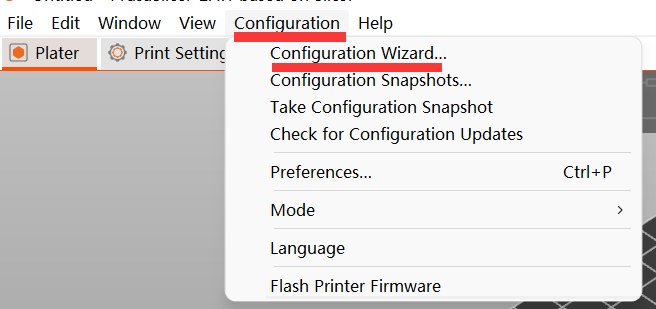 File Edit Window View Configuration Help
Plater Print Setting
Configuration Wizard...
Configuration Snapshots...
Take Configuration Snapshot
Check for Configuration Updates
Preferences... Ctrl+P
Mode
Language
Flash Printer Firmware